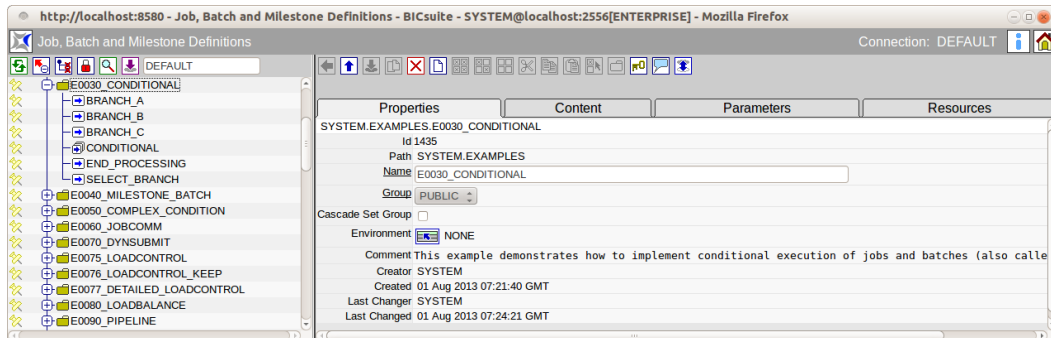 http://localhost:8580 - Job, Batch and Milestone Definitions - BICsuite - SYSTEM@localhost:2556[ENTERPRISE] - Mozilla Firefox
Job, Batch and Milestone Definitions
Connection: DEFAULT
DEFAULT
E0030_CONDITIONAL
BRANCH_A
BRANCH_B
BRANCH_C
CONDITIONAL
END_PROCESSING
SELECT_BRANCH
E0040_MILESTONE_BATCH
E0050_COMPLEX_CONDITION
E0060_JOBCOMM
E0070_DYNSUBMIT
E0075_LOADCONTROL
E0076_LOADCONTROL_KEEP
E0077_DETAILED_LOADCONTROL
E0080_LOADBALANCE
E0090_PIPELINE
Properties Content Parameters Resources
SYSTEM.EXAMPLES.E0030_CONDITIONAL
Id 1435
Path SYSTEM.EXAMPLES
Name E0030_CONDITIONAL
Group PUBLIC
Cascade Set Group
Environment NONE
Comment This example demonstrates how to implement conditional execution of jobs and batches (also calle
Creator SYSTEM
Created 01 Aug 2013 07:21:40 GMT
Last Changer SYSTEM
Last Changed 01 Aug 2013 07:24:21 GMT